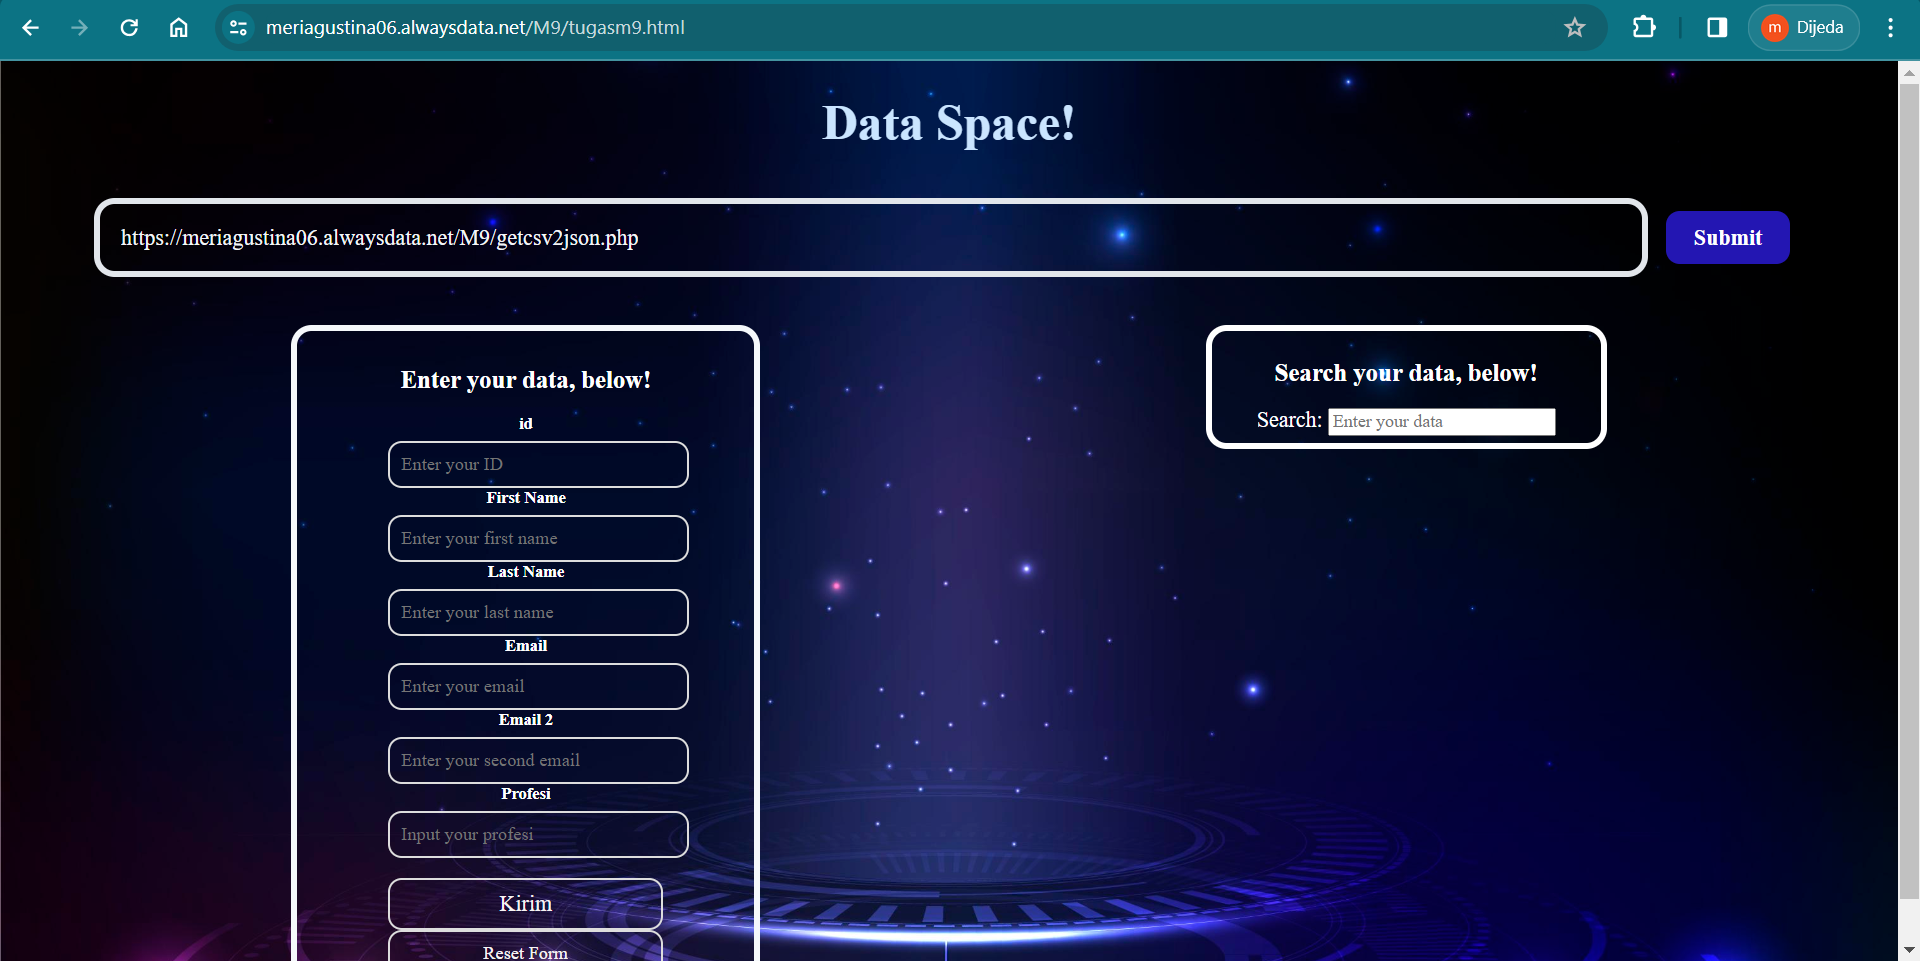 meriagustina06.alwaysdata.net/M9/tugasm9.html
m
Dijeda
Data Space!
https://meriagustina06.alwaysdata.net/M9/getcsv2json.php
Submit
Enter your data, below!
id
Enter your ID
First Name
Enter your first name
Last Name
Enter your last name
Email
Enter your email
Email 2
Enter your second email
Profesi
Input your profesi
Kirim
Reset Form
Search your data, below!
Search: Enter your data